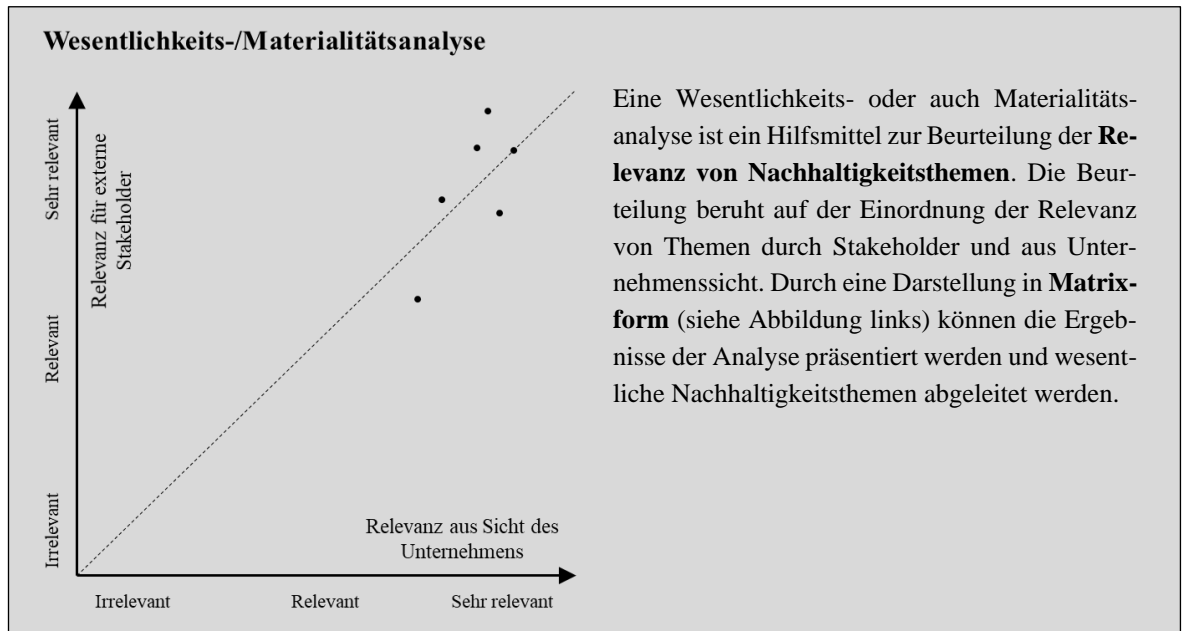 Wesentlichkeits-/Materialitätsanalyse
Sehr relevant
Relevant
Irrelevant
Relevanz für externe
Stakeholder
Relevanz aus Sicht des
Unternehmens
Irrelevant
Relevant
Sehr relevant
Eine Wesentlichkeits- oder auch Materialitäts-
analyse ist ein Hilfsmittel zur Beurteilung der Re-
levanz von Nachhaltigkeitsthemen. Die Beur-
teilung beruht auf der Einordnung der Relevanz
von Themen durch Stakeholder und aus Unter-
nehmenssicht. Durch eine Darstellung in Matrix-
form (siehe Abbildung links) können die Ergeb-
nisse der Analyse präsentiert werden und wesent-
liche Nachhaltigkeitsthemen abgeleitet werden.